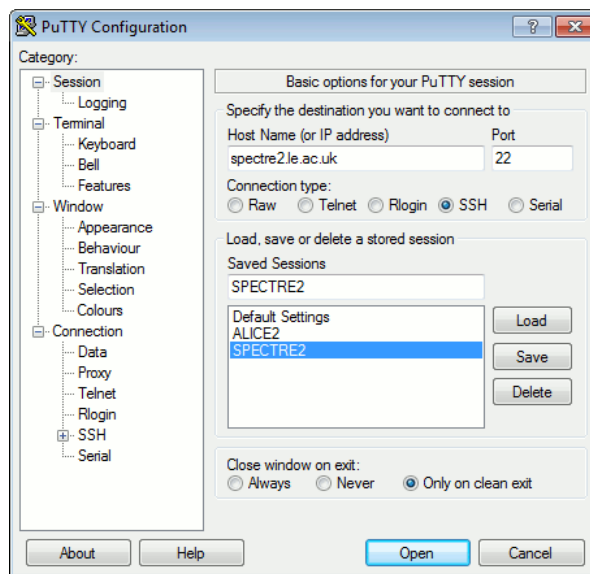 PuTTY Configuration
Category:
Session
Logging
Terminal
Keyboard
Bell
Features
Window
Appearance
Behaviour
Translation
Selection
Colours
Connection
Data
Proxy
Telnet
Rlogin
SSH
Serial
Basic options for your PuTTY session
Specify the destination you want to connect to
Host Name (or IP address) Port
spectre2.le.ac.uk 22
Connection type:
Raw Telnet Rlogin SSH Serial
Load, save or delete a stored session
Saved Sessions
SPECTRE2
Default Settings
ALICE2
SPECTRE2
Load
Save
Delete
Close window on exit:
Always Never Only on clean exit
About Help Open Cancel